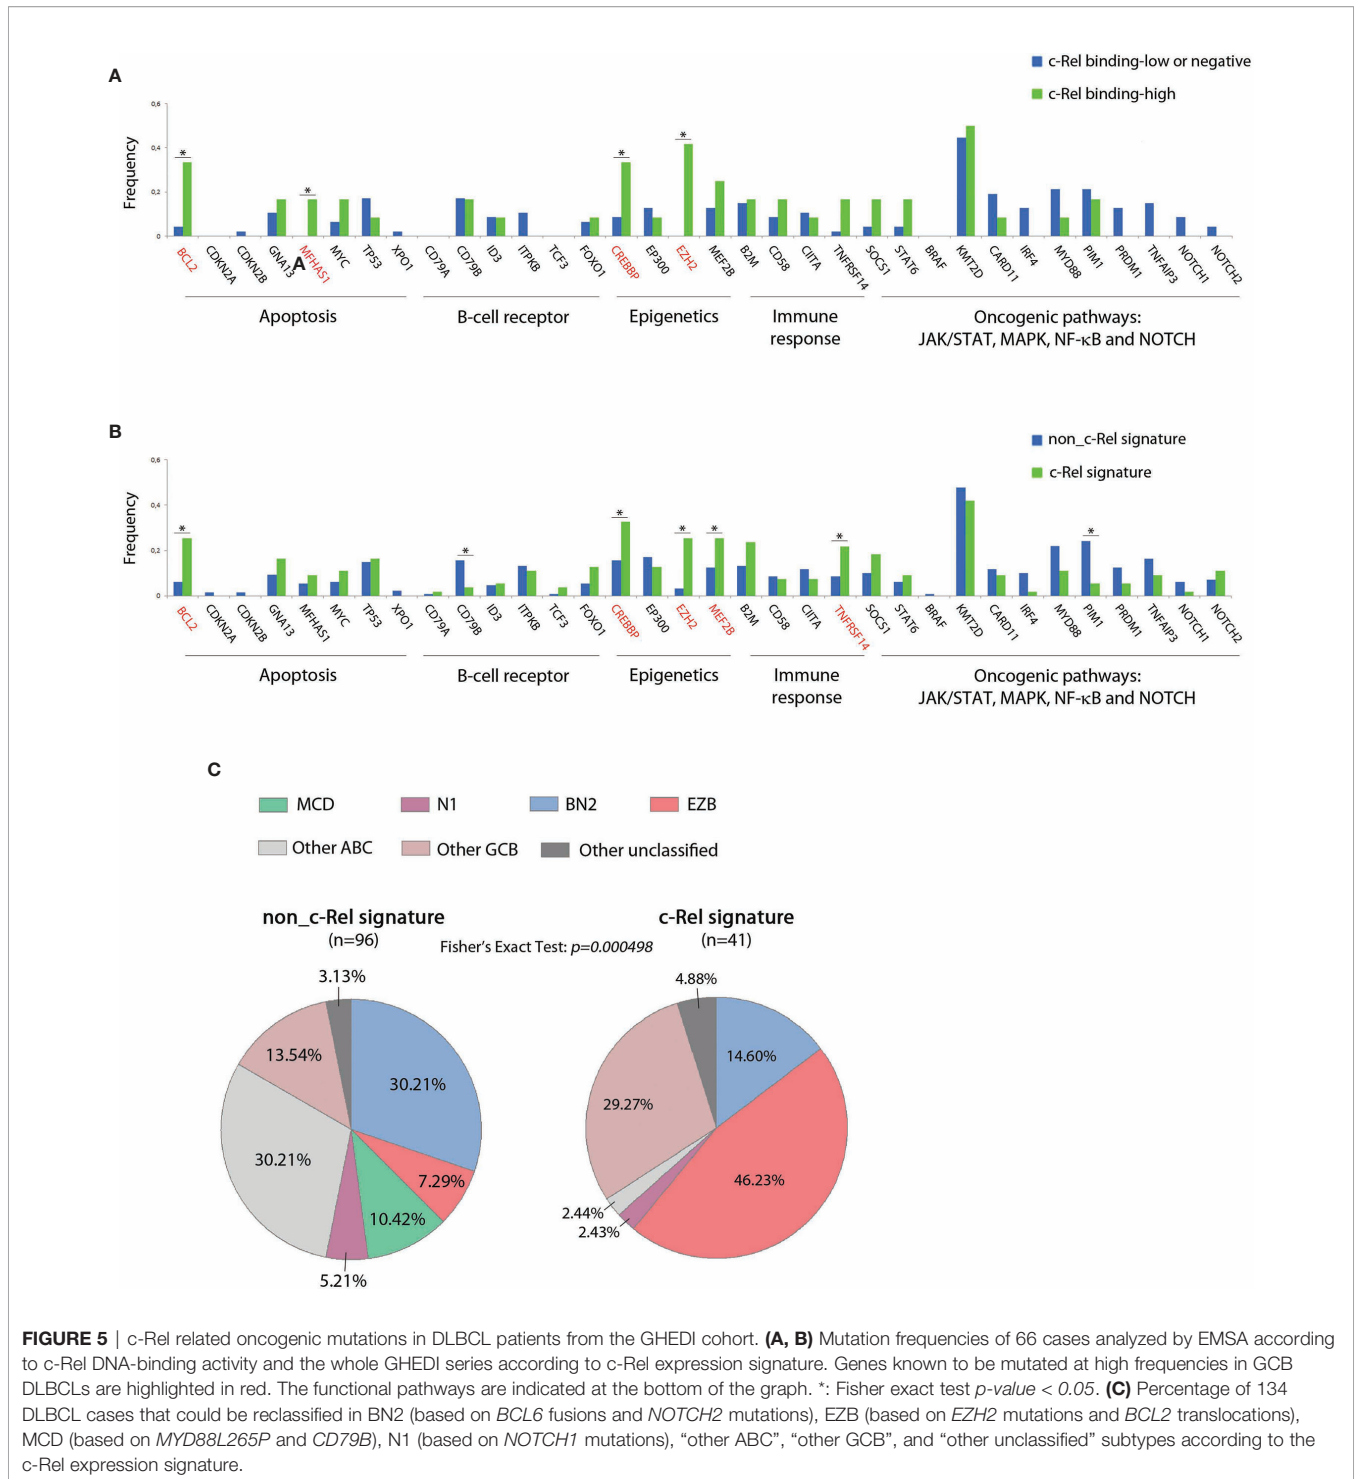 A
c-Rel binding-low or negative
c-Rel binding-high
Frequency
0,6
0,4
0,2
0
*
*
*
*
BCL2
CDKN2A
CDKN2B
GNA13
MFHAS1
MYC
TP53
XPO1
CD79A
CD79B
ID3
ITPKB
TCF3
FOXO1
CREBBP
EP300
EZH2
MEF2B
B2M
CD58
CIITA
TNFRSF14
SOCS1
STAT6
BRAF
KMT2D
CARD11
IRF4
MYD88
PIM1
PRDM1
TNFAIP3
NOTCH1
NOTCH2
A
Apoptosis
B-cell receptor
Epigenetics
Immune
response
Oncogenic pathways:
JAK/STAT, MAPK, NF-κB and NOTCH
B
non_c-Rel signature
c-Rel signature
Frequency
0,6
0,4
0,2
0
*
*
*
*
*
*
*
BCL2
CDKN2A
CDKN2B
GNA13
MFHAS1
MYC
TP53
XPO1
CD79A
CD79B
ID3
ITPKB
TCF3
FOXO1
CREBBP
EP300
EZH2
MEF2B
B2M
CD58
CIITA
TNFRSF14
SOCS1
STAT6
BRAF
KMT2D
CARD11
IRF4
MYD88
PIM1
PRDM1
TNFAIP3
NOTCH1
NOTCH2
Apoptosis
B-cell receptor
Epigenetics
Immune
response
Oncogenic pathways:
JAK/STAT, MAPK, NF-κB and NOTCH
C
MCD
N1
BN2
EZB
Other ABC
Other GCB
Other unclassified
non_c-Rel signature
(n=96)
Fisher's Exact Test: p=0.000498
c-Rel signature
(n=41)
3.13%
13.54%
30.21%
30.21%
7.29%
10.42%
5.21%
4.88%
14.60%
29.27%
46.23%
2.44%
2.43%
FIGURE 5 | c-Rel related oncogenic mutations in DLBCL patients from the GHEDI cohort. (A, B) Mutation frequencies of 66 cases analyzed by EMSA according
to c-Rel DNA-binding activity and the whole GHEDI series according to c-Rel expression signature. Genes known to be mutated at high frequencies in GCB
DLBCLs are highlighted in red. The functional pathways are indicated at the bottom of the graph. *: Fisher exact test p-value < 0.05. (C) Percentage of 134
DLBCL cases that could be reclassified in BN2 (based on BCL6 fusions and NOTCH2 mutations), EZB (based on EZH2 mutations and BCL2 translocations),
MCD (based on MYD88L265P and CD79B), N1 (based on NOTCH1 mutations), “other ABC”, “other GCB”, and “other unclassified” subtypes according to the
c-Rel expression signature.